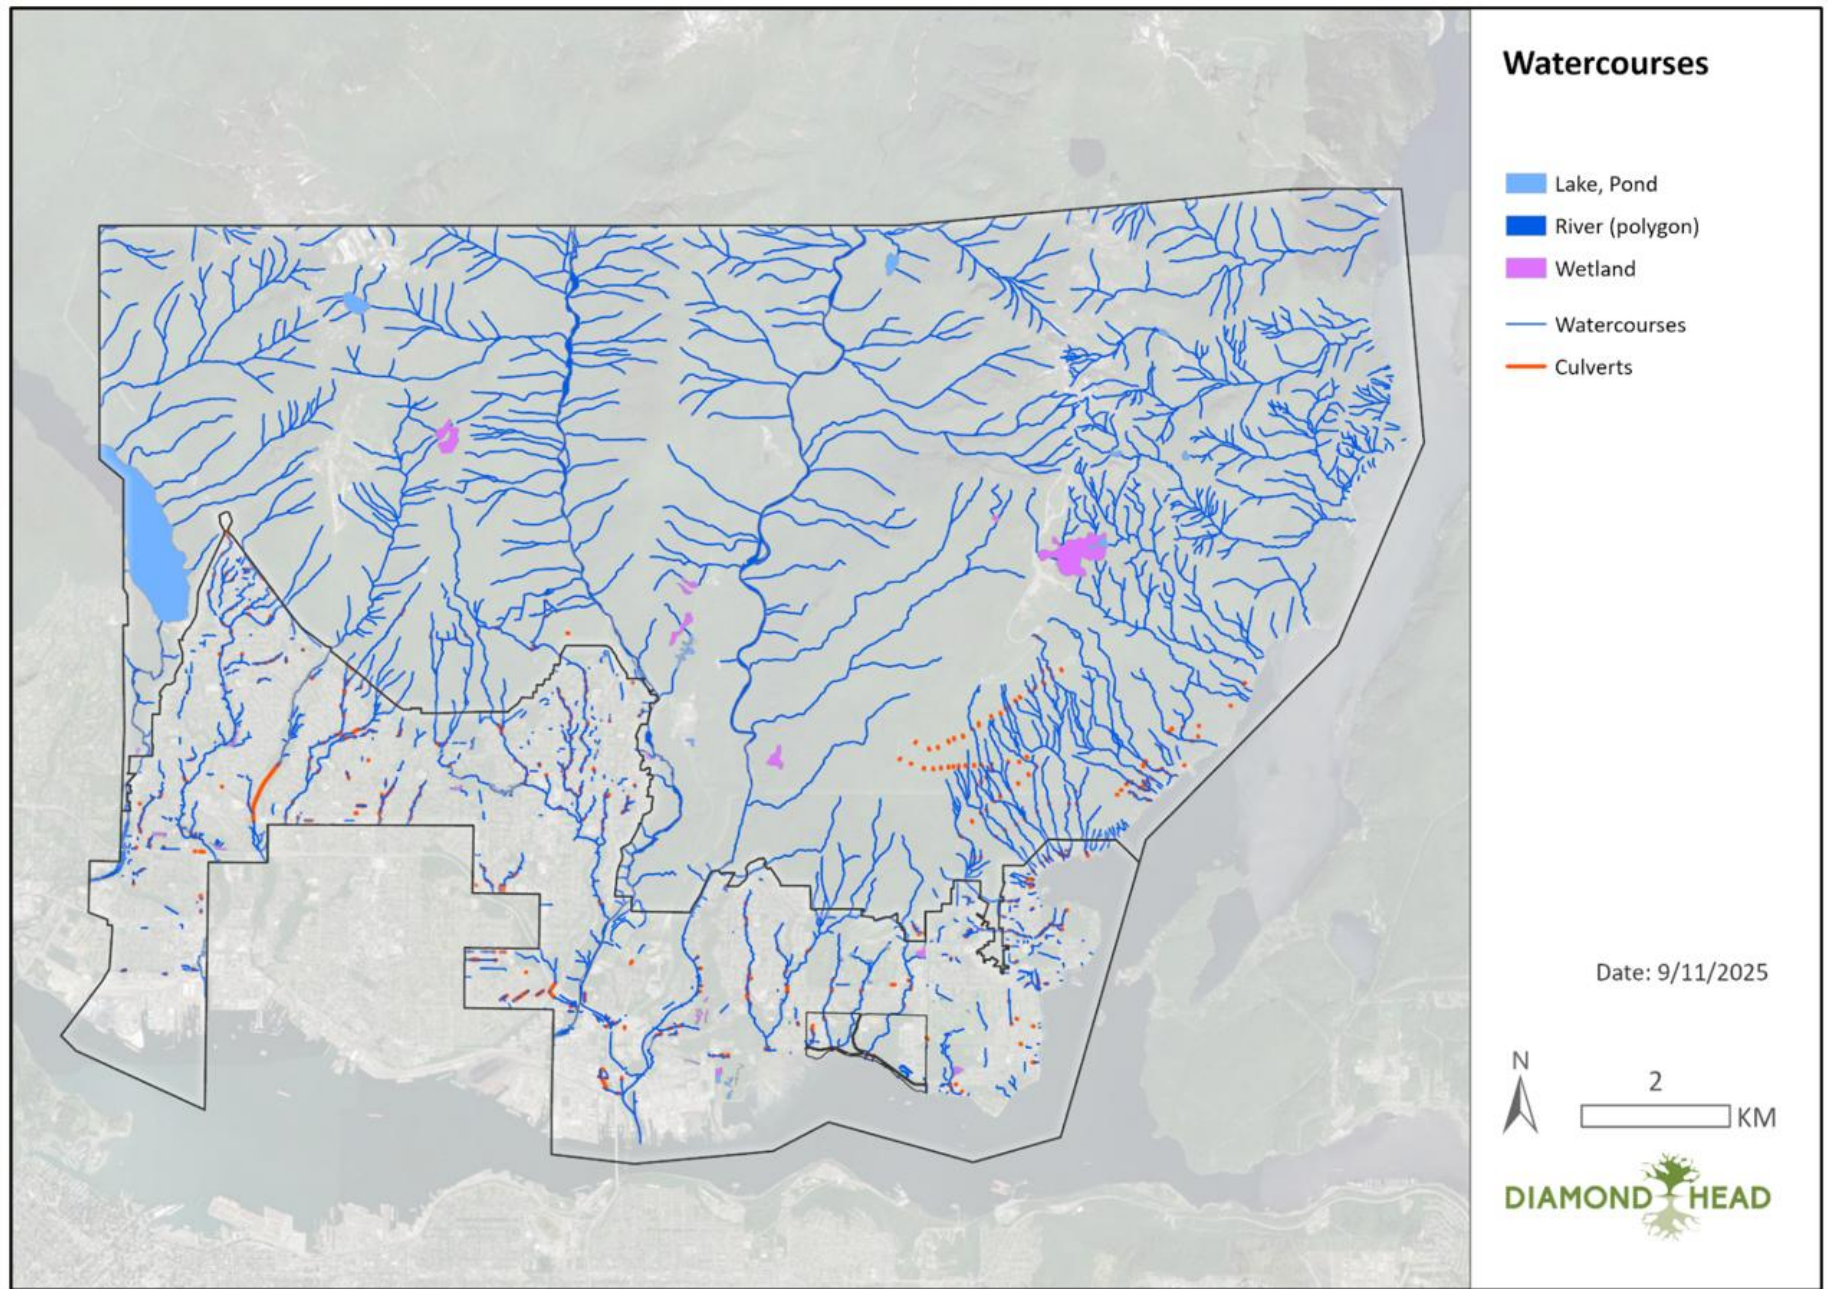 Watercourses
Lake, Pond
River (polygon)
Wetland
Watercourses
Culverts
Date: 9/11/2025
N
2
KM
DIAMOND HEAD